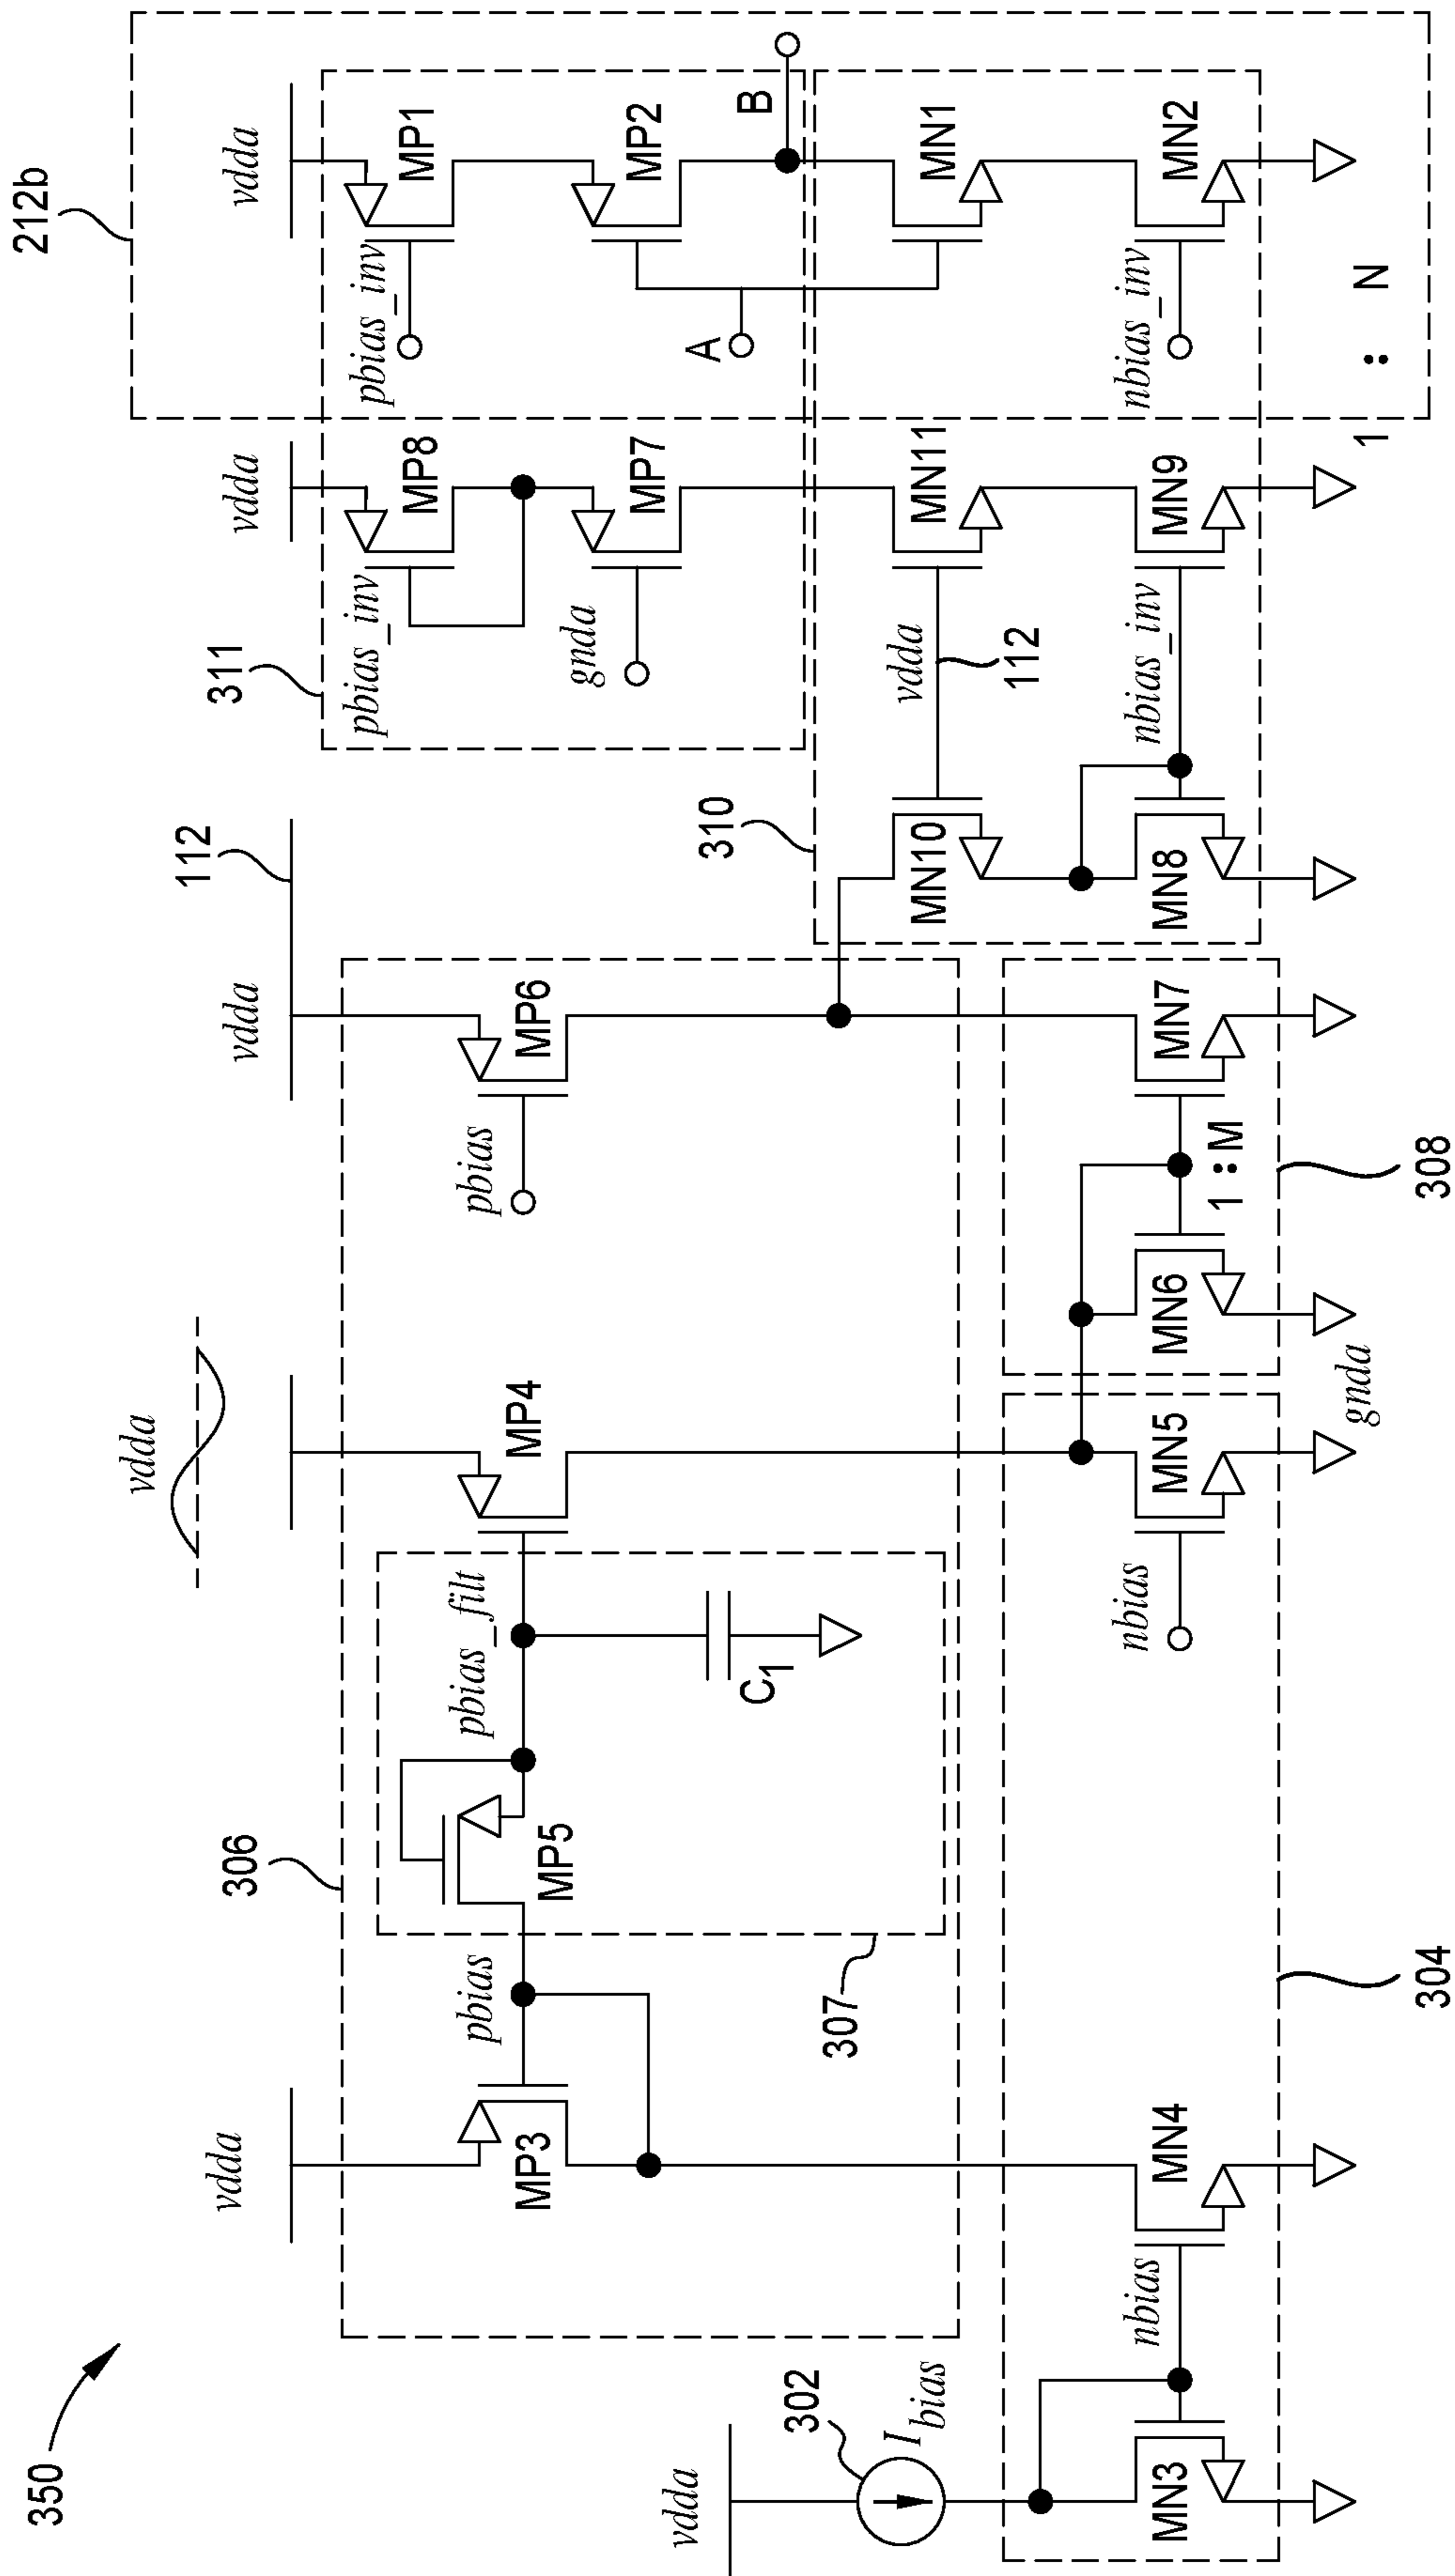 350
vdda
302
I bias
MN3
nbias
MN4
304
vdda
MP3
pbias
306
307
MP5
pbias_filt
C1
vdda
MP4
nbias
MN5
gnda
MN6
1 : M
308
MN7
pbias
MP6
vdda
112
310
MN10
MN8
vdda
112
nbias_inv
MN11
MN9
311
pbias_inv
gnda
vdda
MP8
MP7
1 : N
212b
vdda
pbias_inv
MP1
MP2
A
B
MN1
nbias_inv
MN2